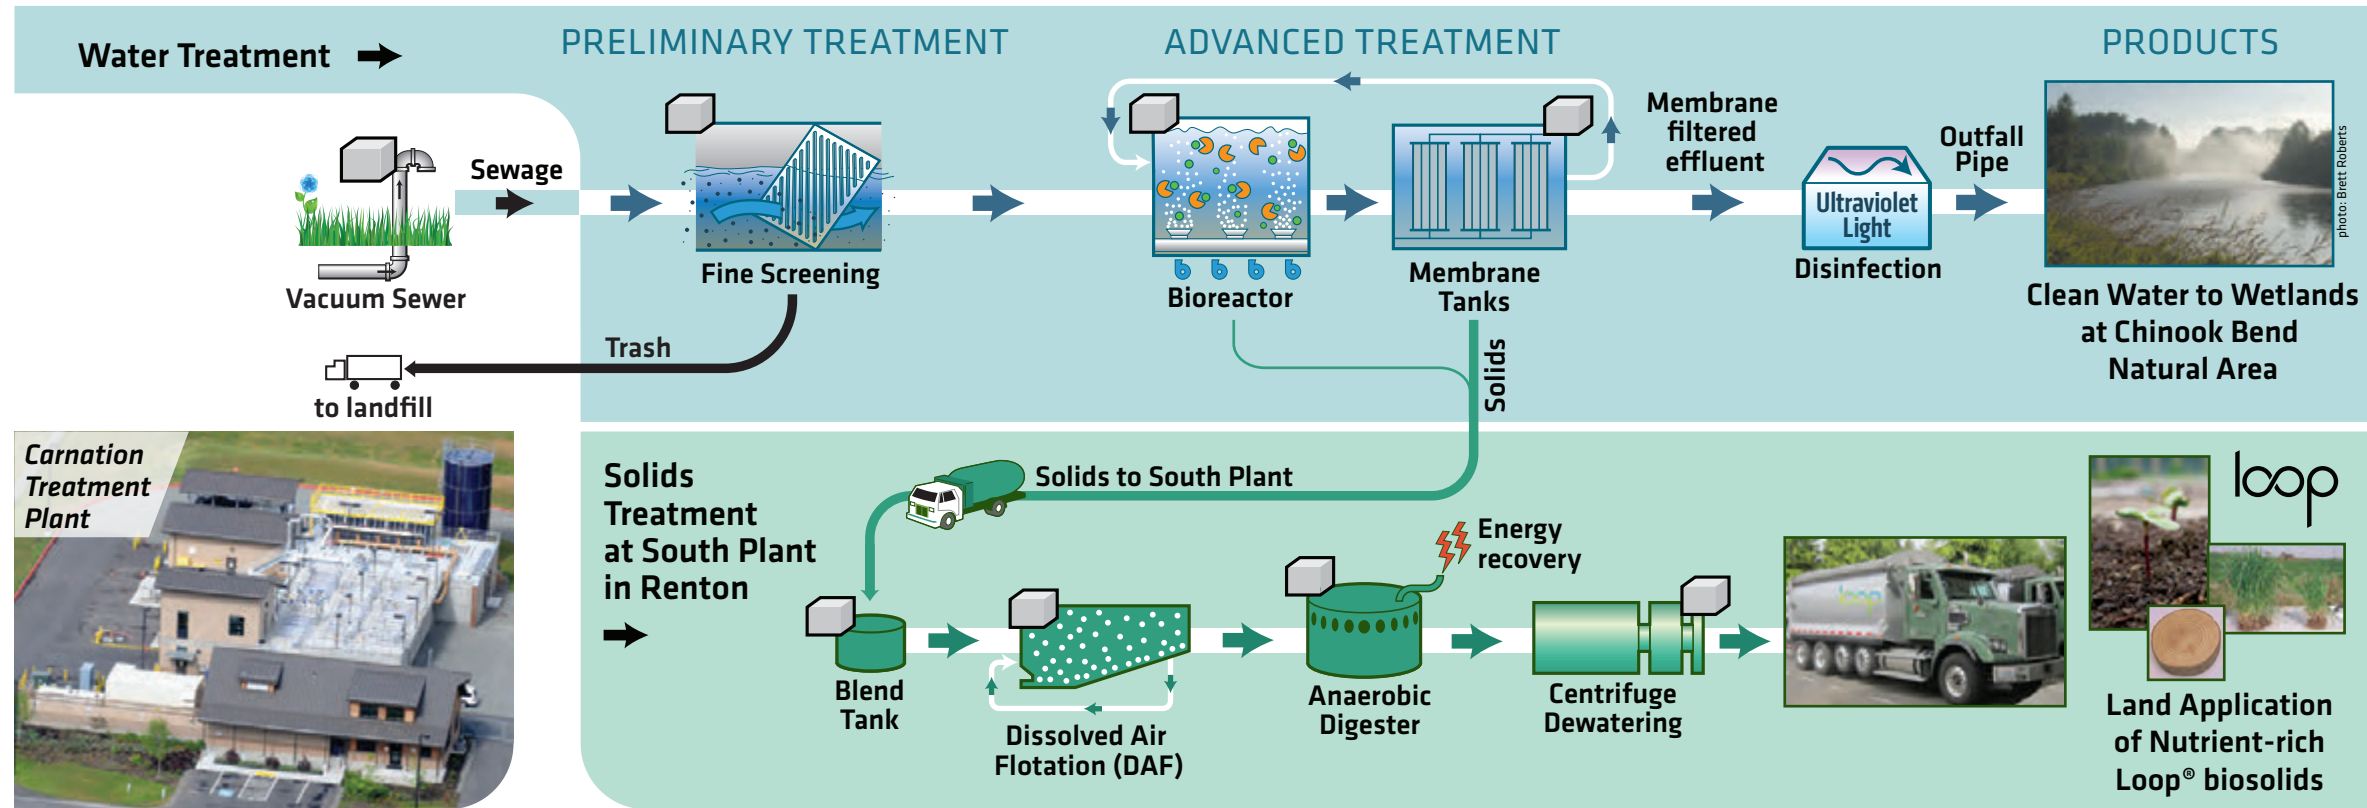 Water Treatment
PRELIMINARY TREATMENT
ADVANCED TREATMENT
PRODUCTS
Sewage
Vacuum Sewer
Fine Screening
Trash
to landfill
Bioreactor
Membrane
Tanks
Membrane
filtered
effluent
Ultraviolet
Light
Disinfection
Outfall
Pipe
photo: Brett Roberts
Clean Water to Wetlands
at Chinook Bend
Natural Area
Solids
Carnation
Treatment
Plant
Solids
Treatment
at South Plant
in Renton
Solids to South Plant
Blend
Tank
Dissolved Air
Flotation (DAF)
Energy
recovery
Anaerobic
Digester
Centrifuge
Dewatering
loop
loop
Land Application
of Nutrient-rich
Loop® biosolids